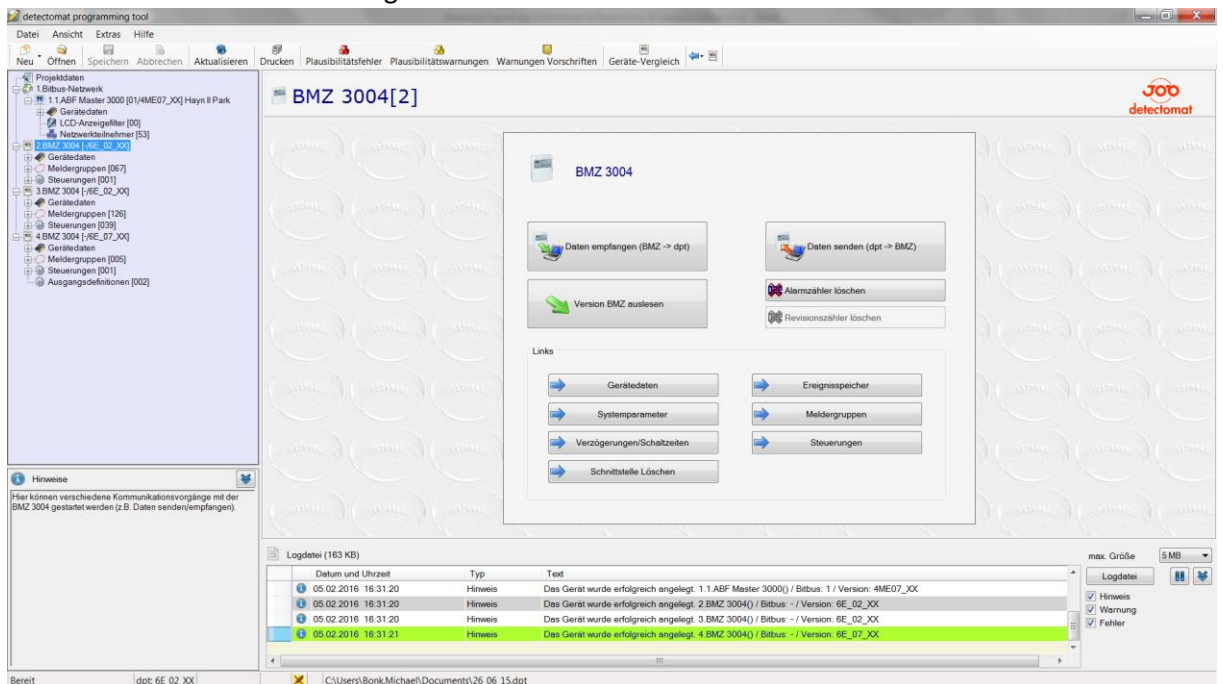 detectomat programming tool
Datei Ansicht Extras Hilfe
Neu Öffnen Speichern Abbrechen Aktualisieren Drucken Plausibilitätsfehler Plausibilitätswarnungen Warnungen Vorschriften Geräte-Vergleich
Projektdaten
1.Bitbus-Netzwerk
1.1.ABF Master 3000 [01/4ME07_XX] Hayn II Park
Gerätedaten
LCD-Anzeigefilter [00]
Netzwerkteilnehmer [53]
2.BMZ 3004 [-/6E_02_XX]
Gerätedaten
Meldergruppen [067]
Steuerungen [001]
3.BMZ 3004 [-/6E_02_XX]
Gerätedaten
Meldergruppen [126]
Steuerungen [039]
4.BMZ 3004 [-/6E_07_XX]
Gerätedaten
Meldergruppen [005]
Steuerungen [001]
Ausgangsdefinitionen [002]
Hinweise
Hier können verschiedene Kommunikationsvorgänge mit der
BMZ 3004 gestartet werden (z.B. Daten senden/empfangen).
BMZ 3004[2]
JOB
detectomat
BMZ 3004
Daten empfangen (BMZ -> dpt)
Daten senden (dpt -> BMZ)
Version BMZ auslesen
Alarmzähler löschen
Revisionszähler löschen
Links
Gerätedaten
Ereignisspeicher
Systemparameter
Meldergruppen
Verzögerungen/Schaltzeiten
Steuerungen
Schnittstelle Löschen
Logdatei (163 KB)
max. Größe 5 MB
Datum und Uhrzeit Typ Text
05.02.2016 16:31:20 Hinweis Das Gerät wurde erfolgreich angelegt. 1.1.ABF Master 3000() / Bitbus: 1 / Version: 4ME07_XX
05.02.2016 16:31:20 Hinweis Das Gerät wurde erfolgreich angelegt. 2.BMZ 3004() / Bitbus: - / Version: 6E_02_XX
05.02.2016 16:31:20 Hinweis Das Gerät wurde erfolgreich angelegt. 3.BMZ 3004() / Bitbus: - / Version: 6E_02_XX
05.02.2016 16:31:21 Hinweis Das Gerät wurde erfolgreich angelegt. 4.BMZ 3004() / Bitbus: - / Version: 6E_07_XX
Logdatei
Hinweis
Warnung
Fehler
Bereit dpt: 6E_02_XX C:\Users\Bonk.Michael\Documents\26_06_15.dpt